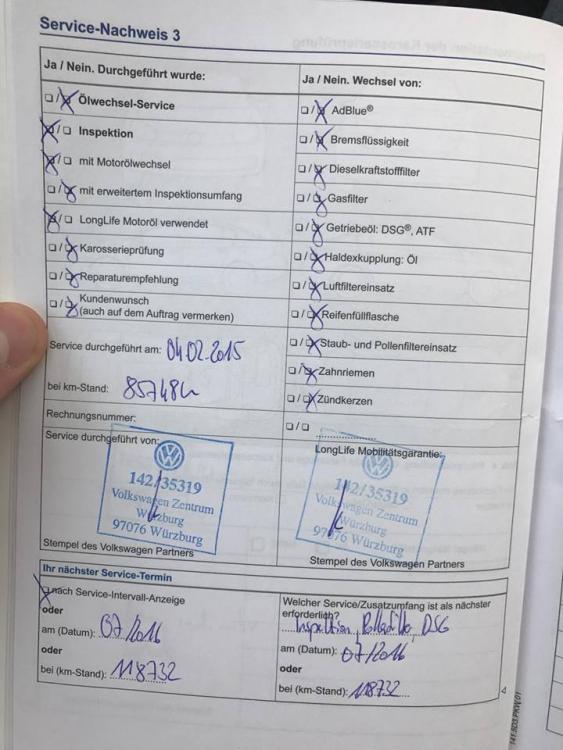 Service-Nachweis 3
Ja / Nein. Durchgeführt wurde:
Ölwechsel-Service
Inspektion
mit Motorölwechsel
mit erweitertem Inspektionsumfang
LongLife Motoröl verwendet
Karosserieprüfung
Reparaturempfehlung
Kundenwunsch
(auch auf dem Auftrag vermerken)
Service durchgeführt am: 04.02.2015
bei km-Stand:
Rechnungsnummer:
Service durchgeführt von:
142/35319
Volkswagen Zentrum
Würzburg
97076 Würzburg
Stempel des Volkswagen Partners
Ja / Nein. Wechsel von:
AdBlue®
Bremsflüssigkeit
Dieselkraftstofffilter
Gasfilter
Getriebeöl: DSG®, ATF
Haldexkupplung: Öl
Luftfiltereinsatz
Reifenfüllflasche
Staub- und Pollenfiltereinsatz
Zahnriemen
Zündkerzen
LongLife Mobilitätsgarantie:
142/35319
Volkswagen Zentrum
Würzburg
97076 Würzburg
Stempel des Volkswagen Partners
Ihr nächster Service-Termin
nach Service-Intervall-Anzeige
oder
am (Datum): 07/2016
oder
bei (km-Stand): 118732
Welcher Service/Zusatzumfang ist als nächster
erforderlich?
Inspektion, Pollenfilter, DSG
am (Datum): 07/2016
oder
bei (km-Stand): 118732
4